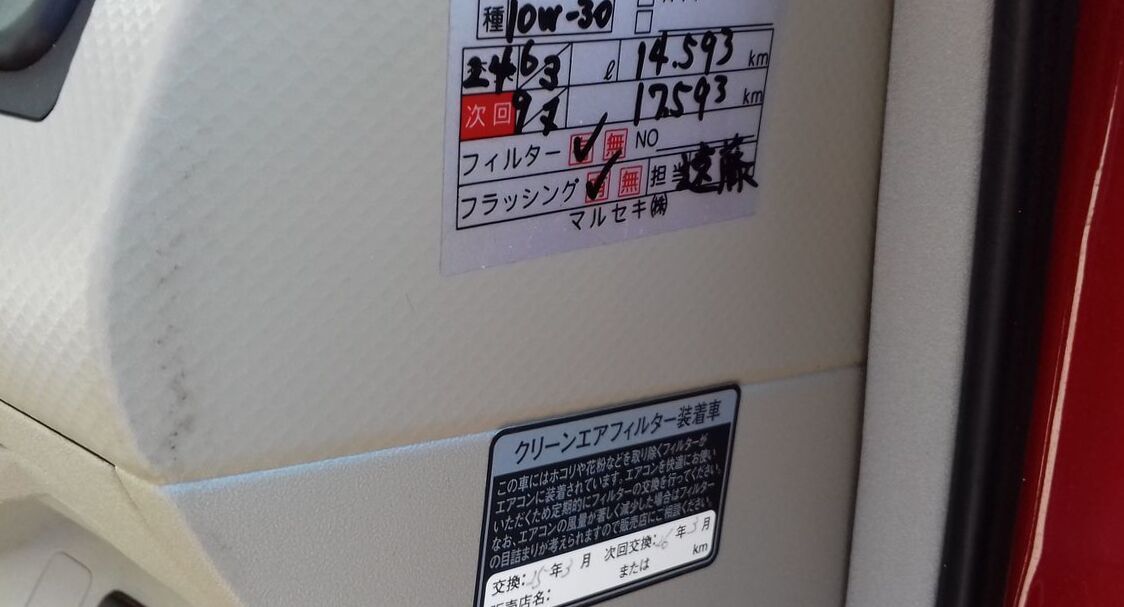 種 10W-30
6/3 ℓ 14.593 km
次回 9/ 17.593 km
フィルター 無 NO
フラッシング 有 無 担当 遠藤
マルセキ㈱
クリーンエアフィルター装着車
この車にはホコリや花粉などを取り除くフィルターが
エアコンに装着されています。エアコンを快適にお使い
いただくため定期的にフィルターの交換を行ってください。
なお、エアコンの風量が著しく減少した場合はフィルター
の目詰まりが考えられますので販売店にご相談ください。
交換: 15年3月 次回交換: 16年3月
または km
販売店名: